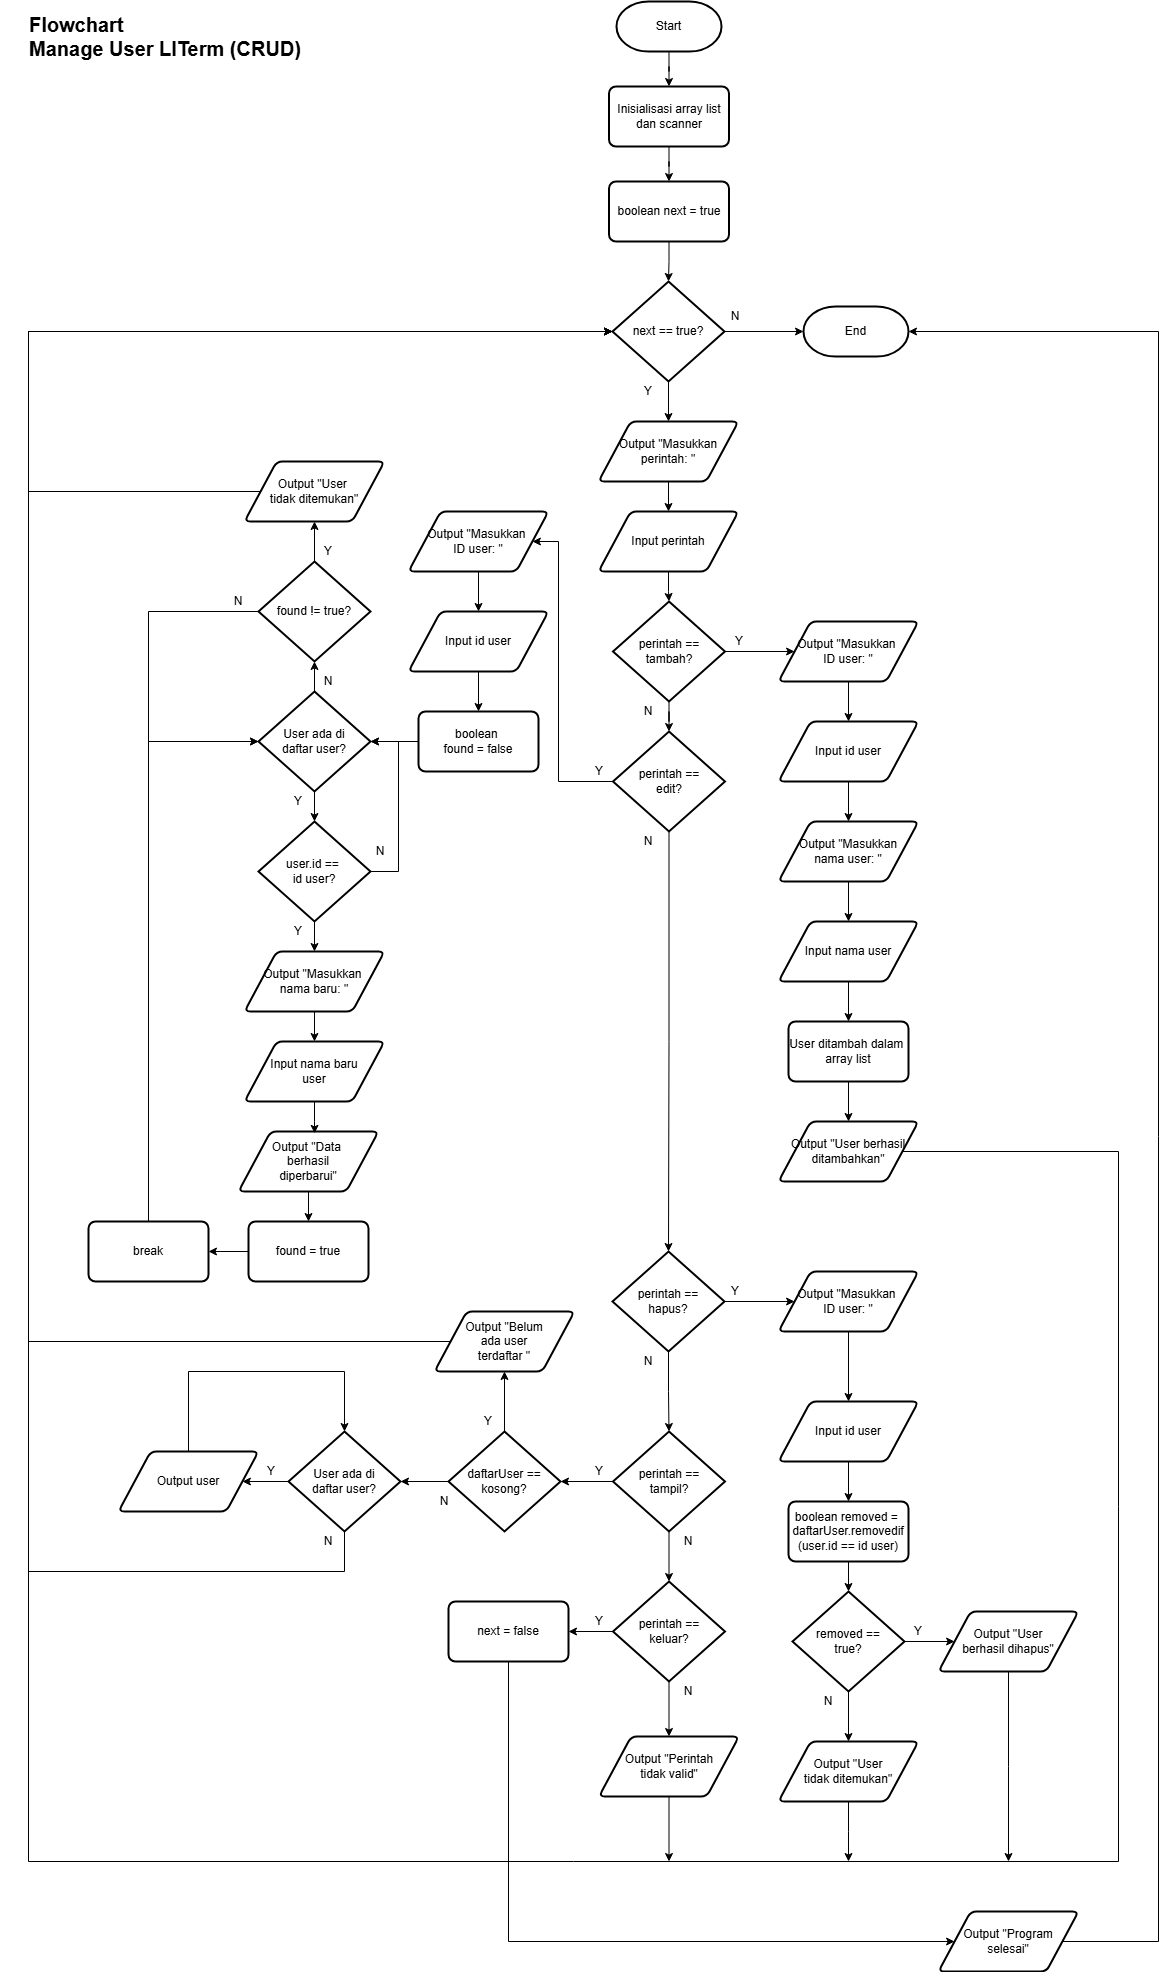 Flowchart
Manage User LITerm (CRUD)
Start
Inisialisasi array list
dan scanner
boolean next = true
next == true?
N
End
Y
Output "Masukkan
perintah: "
Input perintah
perintah ==
tambah?
Y
N
Output "Masukkan
ID user: "
Input id user
Output "Masukkan
nama user: "
Input nama user
User ditambah dalam
array list
Output "User berhasil
ditambahkan"
perintah ==
edit?
Y
N
Output "Masukkan
ID user: "
Input id user
boolean
found = false
User ada di
daftar user?
N
Y
found != true?
N
Y
Output "User
tidak ditemukan"
user.id ==
id user?
N
Y
Output "Masukkan
nama baru: "
Input nama baru
user
Output "Data
berhasil
diperbarui"
found = true
break
perintah ==
hapus?
Y
N
Output "Masukkan
ID user: "
Input id user
boolean removed =
daftarUser.removedif
(user.id == id user)
removed ==
true?
Y
N
Output "User
berhasil dihapus"
Output "User
tidak ditemukan"
perintah ==
tampil?
Y
N
daftarUser ==
kosong?
Y
N
Output "Belum
ada user
terdaftar "
User ada di
daftar user?
Y
N
Output user
perintah ==
keluar?
Y
N
next = false
Output "Perintah
tidak valid"
Output "Program
selesai"